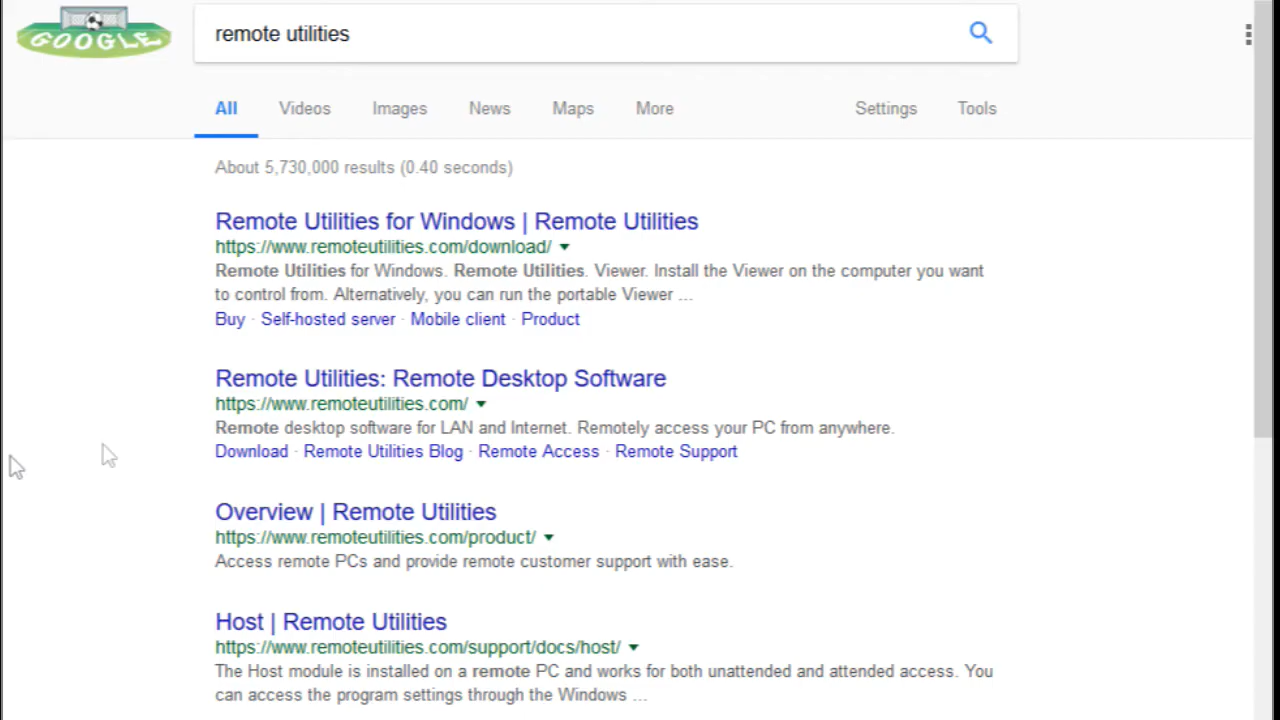 GOOGLE
remote utilities
All Videos Images News Maps More Settings Tools
About 5,730,000 results (0.40 seconds)
Remote Utilities for Windows | Remote Utilities
https://www.remoteutilities.com/download/
Remote Utilities for Windows. Remote Utilities. Viewer. Install the Viewer on the computer you want
to control from. Alternatively, you can run the portable Viewer ...
Buy · Self-hosted server · Mobile client · Product
Remote Utilities: Remote Desktop Software
https://www.remoteutilities.com/
Remote desktop software for LAN and Internet. Remotely access your PC from anywhere.
Download · Remote Utilities Blog · Remote Access · Remote Support
Overview | Remote Utilities
https://www.remoteutilities.com/product/
Access remote PCs and provide remote customer support with ease.
Host | Remote Utilities
https://www.remoteutilities.com/support/docs/host/
The Host module is installed on a remote PC and works for both unattended and attended access. You
can access the program settings through the Windows ...